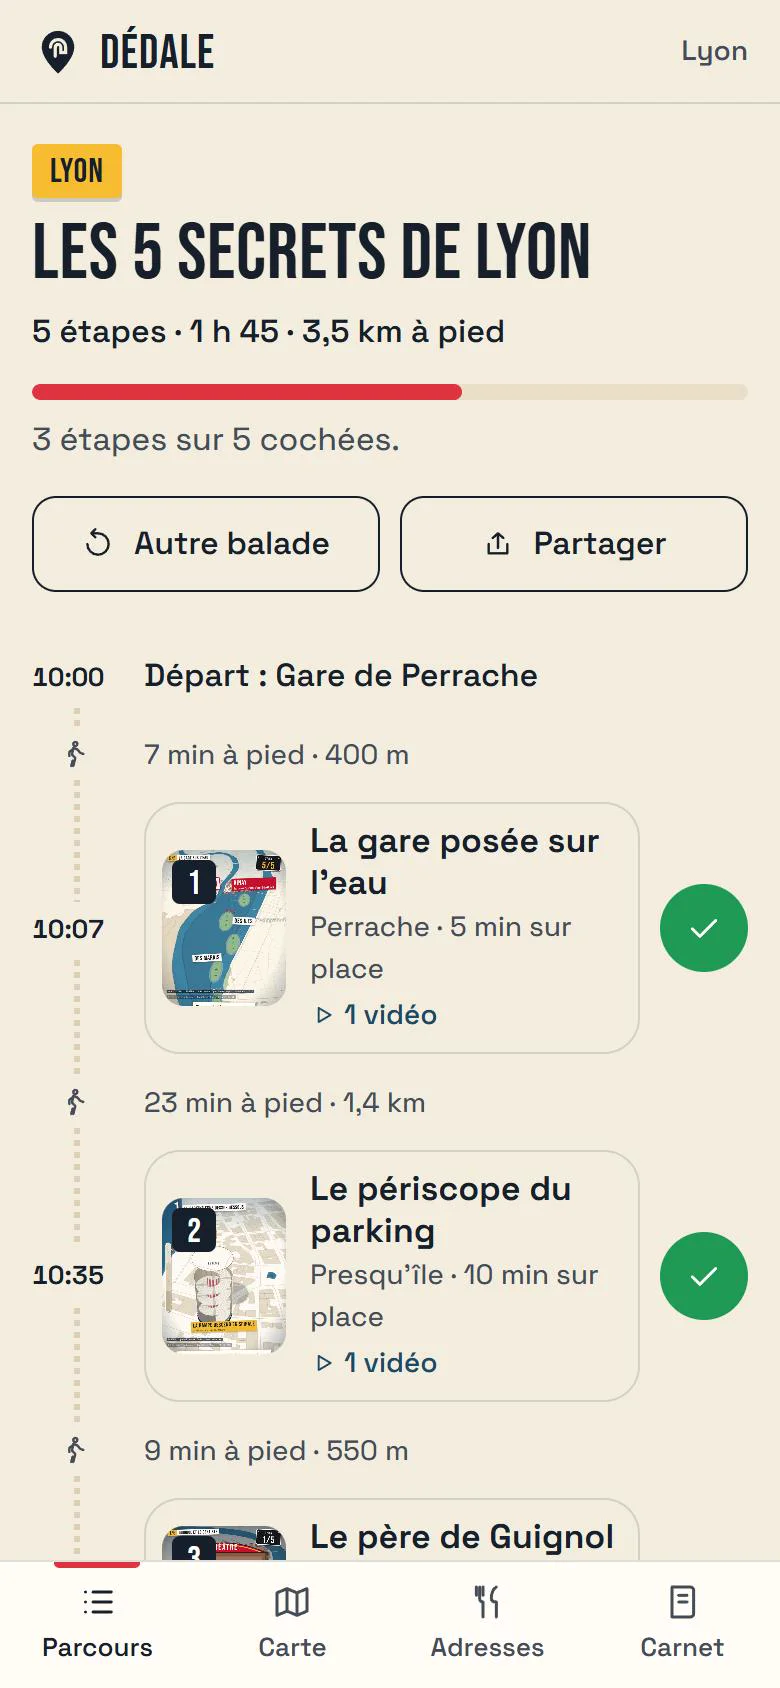 DÉDALE
Lyon
LYON
LES 5 SECRETS DE LYON
5 étapes · 1 h 45 · 3,5 km à pied
3 étapes sur 5 cochées.
Autre balade
Partager
10:00
Départ : Gare de Perrache
7 min à pied · 400 m
1
5/5
La gare posée sur
l'eau
10:07
Perrache · 5 min sur
place
1 vidéo
23 min à pied · 1,4 km
2
Le périscope du
parking
10:35
Presqu'île · 10 min sur
place
1 vidéo
9 min à pied · 550 m
3
1/5
Le père de Guignol
Parcours
Carte
Adresses
Carnet